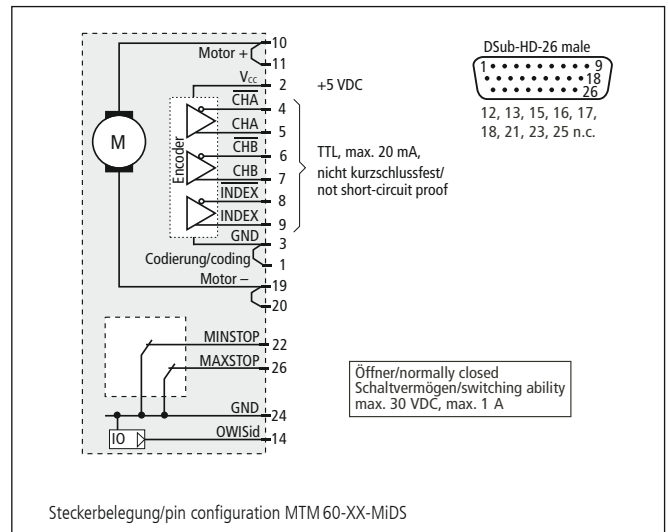 Motor + 10
11
V_CC 2 +5 VDC
C̅H̅A̅ 4
CHA 5
C̅H̅B̅ 6
CHB 7
I̅N̅D̅E̅X̅ 8
INDEX 9
GND 3
Codierung/coding 1
Motor – 19
20
M
Encoder
TTL, max. 20 mA,
nicht kurzschlussfest/
not short-circuit proof
DSub-HD-26 male
1 9
18
26
12, 13, 15, 16, 17,
18, 21, 23, 25 n.c.
MINSTOP 22
MAXSTOP 26
GND 24
IO OWISid 14
Öffner/normally closed
Schaltvermögen/switching ability
max. 30 VDC, max. 1 A
Steckerbelegung/pin configuration MTM 60-XX-MiDS